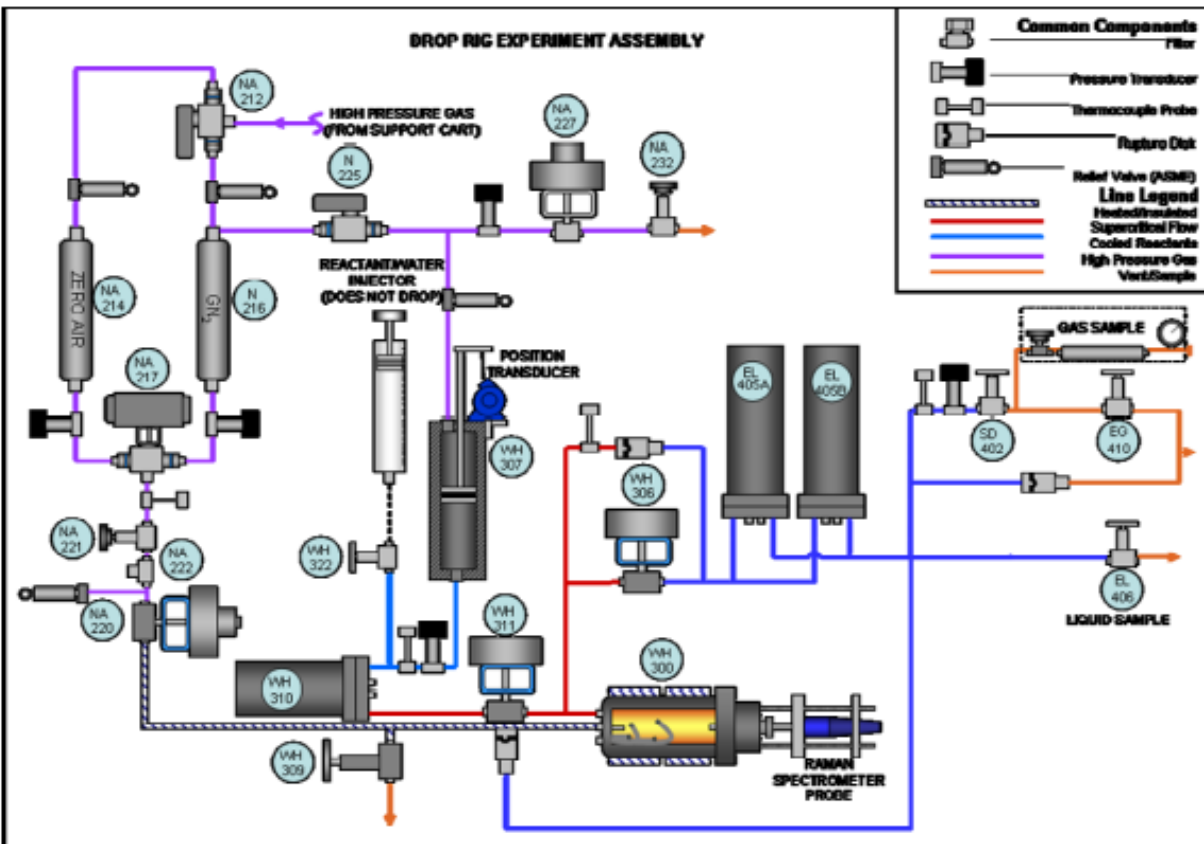 DROP RIG EXPERIMENT ASSEMBLY
Common Components
Filter
Pressure Transducer
Thermocouple Probe
Rupture Disk
Relief Valve (ASME)
Line Legend
Heated/Insulated
Supercritical Flow
Cooled Reactants
High Pressure Gas
Vent/Sample
NA
212
HIGH PRESSURE GAS
(FROM SUPPORT CART)
N
225
NA
227
NA
232
REACTANT/WATER
INJECTOR
(DOES NOT DROP)
NA
214
ZERO AIR
N
216
GN2
NA
217
POSITION
TRANSDUCER
WH
307
EL
405A
EL
405B
GAS SAMPLE
SD
402
EG
410
WH
306
NA
221
NA
222
WH
322
NA
220
WH
311
EL
406
LIQUID SAMPLE
WH
310
WH
300
WH
309
RAMAN
SPECTROMETER
PROBE